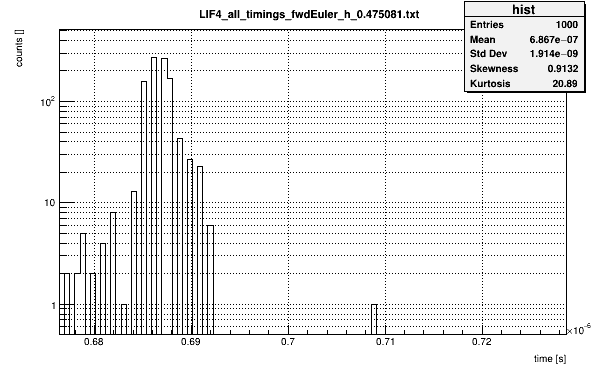 LIF4_all_timings_fwdEuler_h_0.475081.txt
hist
Entries 1000
Mean 6.867e−07
Std Dev 1.914e−09
Skewness 0.9132
Kurtosis 20.89
counts []
10²
10
1
0.68 0.69 0.7 0.71 0.72
×10⁻⁶
time [s]